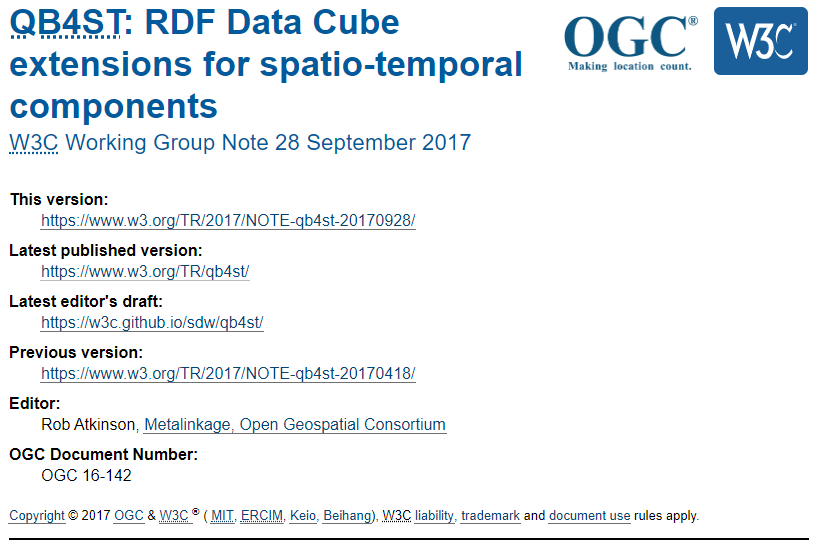 QB4ST: RDF Data Cube
extensions for spatio-temporal
components
OGC®
Making location count.
W3C®
W3C Working Group Note 28 September 2017
This version:
https://www.w3.org/TR/2017/NOTE-qb4st-20170928/
Latest published version:
https://www.w3.org/TR/qb4st/
Latest editor's draft:
https://w3c.github.io/sdw/qb4st/
Previous version:
https://www.w3.org/TR/2017/NOTE-qb4st-20170418/
Editor:
Rob Atkinson, Metalinkage, Open Geospatial Consortium
OGC Document Number:
OGC 16-142
Copyright © 2017 OGC & W3C ® ( MIT, ERCIM, Keio, Beihang), W3C liability, trademark and document use rules apply.